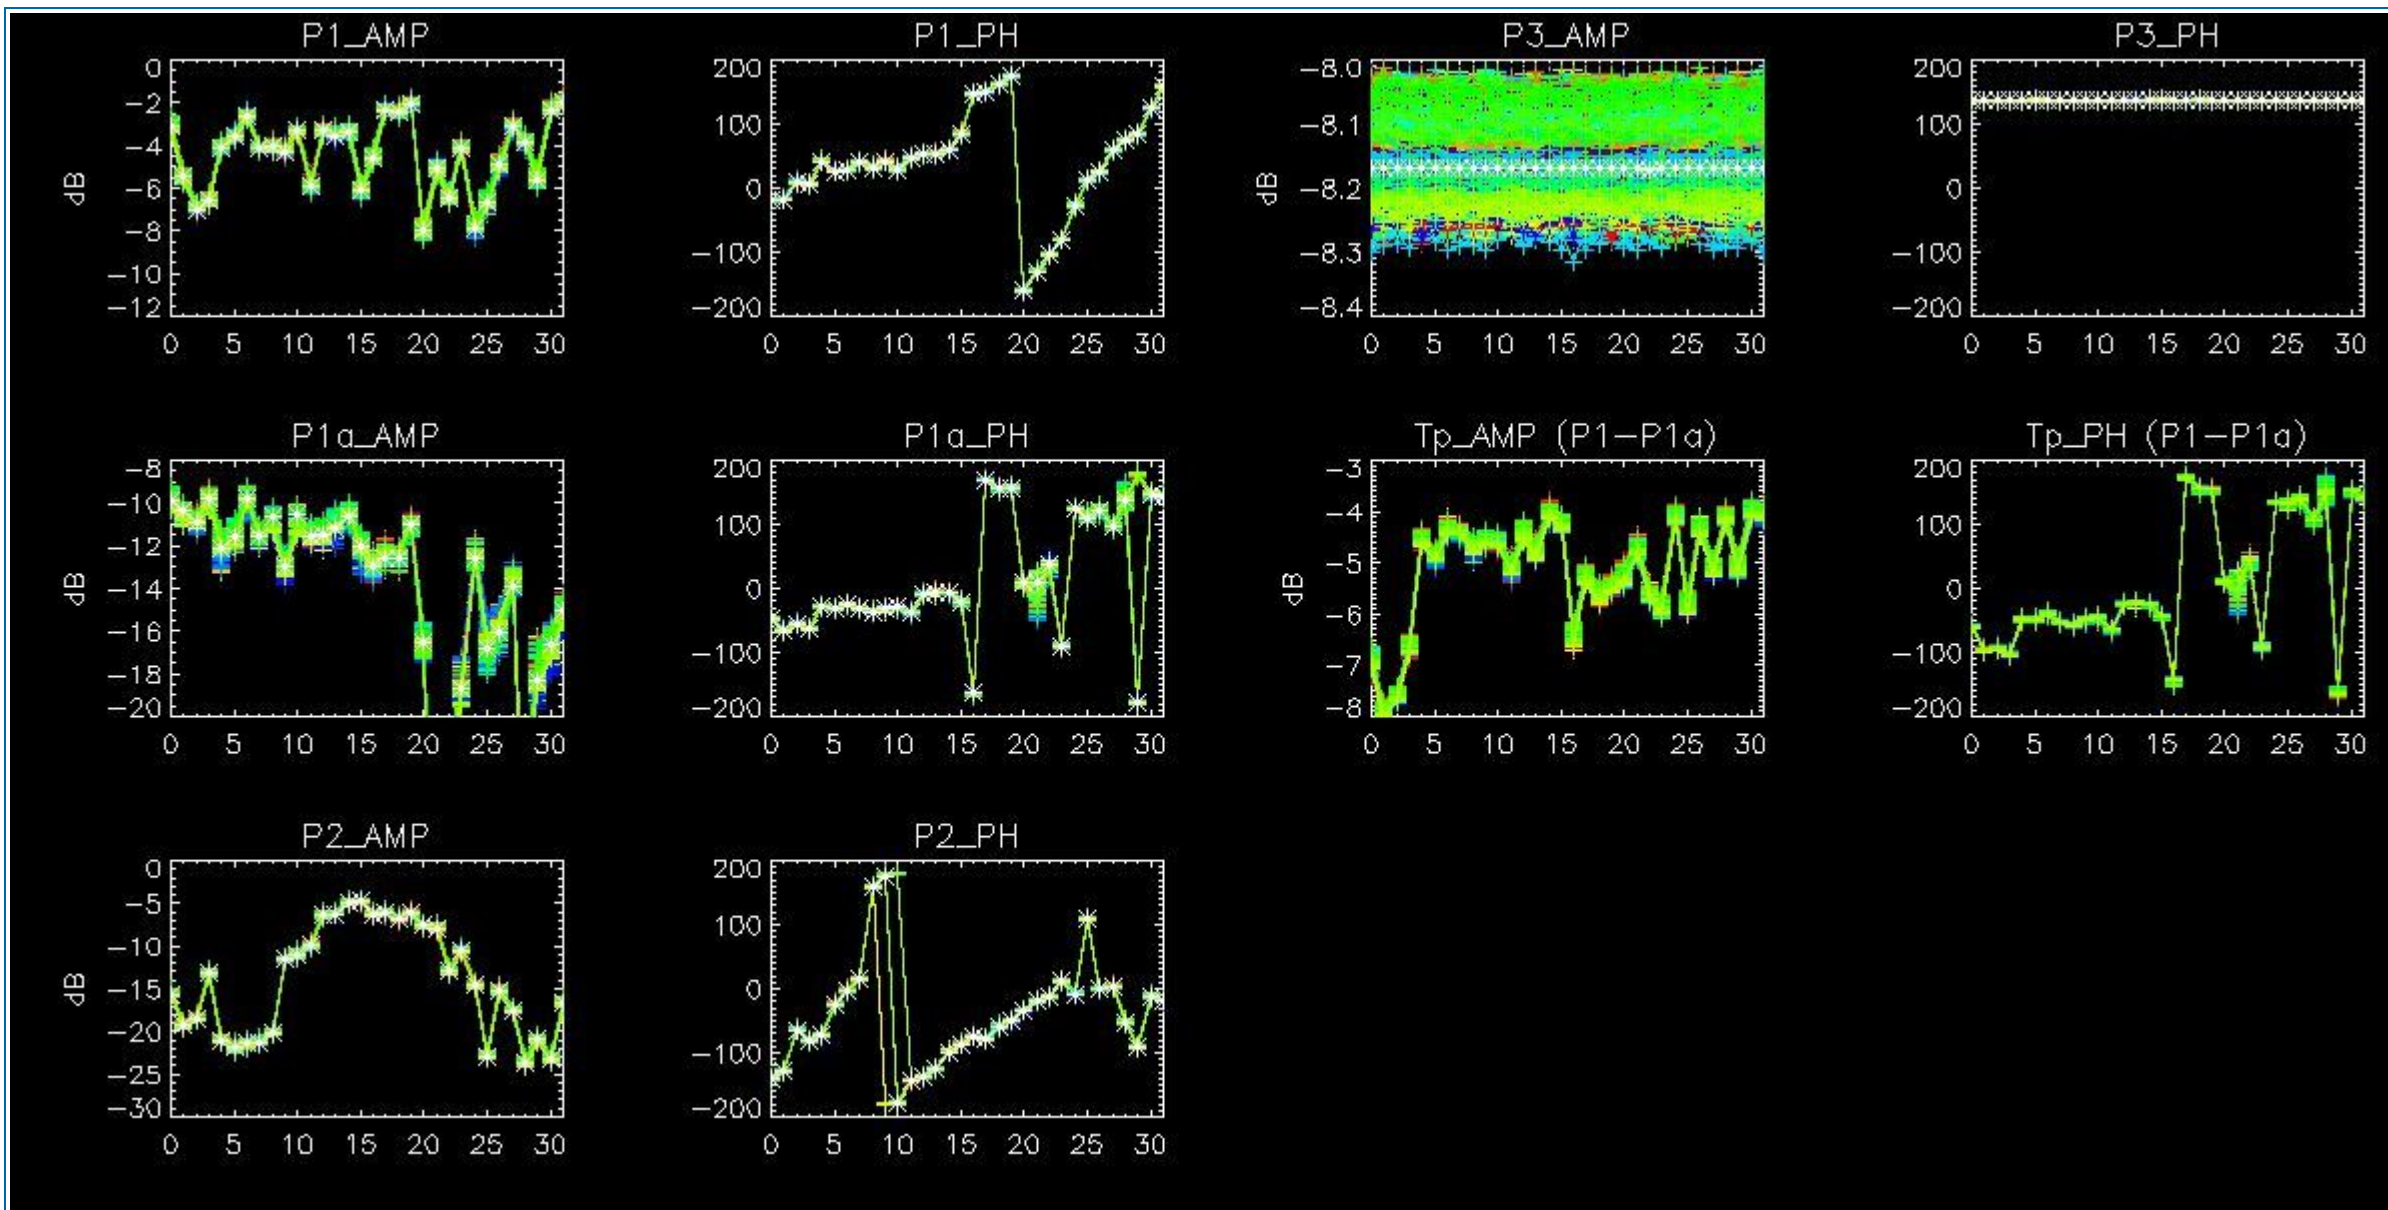 P1_AMP
P1_PH
P3_AMP
P3_PH
0
−2
−4
−6
−8
−10
−12
dB
0 5 10 15 20 25 30
200
100
0
−100
−200
0 5 10 15 20 25 30
−8.0
−8.1
−8.2
−8.3
−8.4
dB
0 5 10 15 20 25 30
200
100
0
−100
−200
0 5 10 15 20 25 30
P1a_AMP
P1a_PH
Tp_AMP (P1−P1a)
Tp_PH (P1−P1a)
−8
−10
−12
−14
−16
−18
−20
dB
0 5 10 15 20 25 30
200
100
0
−100
−200
0 5 10 15 20 25 30
−3
−4
−5
−6
−7
−8
dB
0 5 10 15 20 25 30
200
100
0
−100
−200
0 5 10 15 20 25 30
P2_AMP
P2_PH
0
−5
−10
−15
−20
−25
−30
dB
0 5 10 15 20 25 30
200
100
0
−100
−200
0 5 10 15 20 25 30